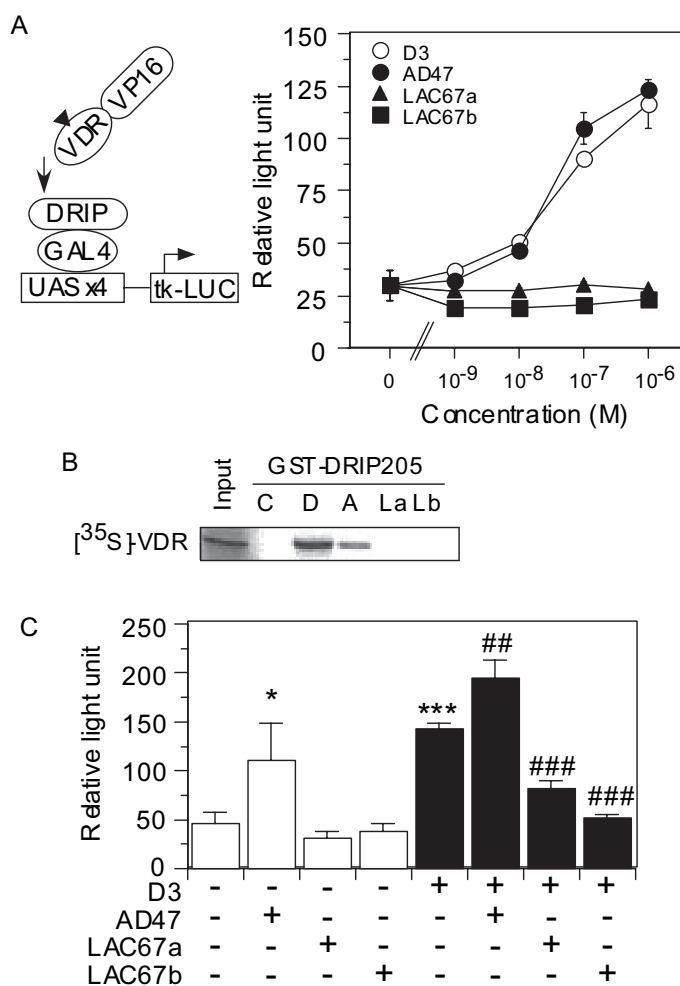 A
VDR VP16
DRIP
GAL4
UAS x4
tk-LUC
Relative light unit
150
125
100
75
50
25
0
D3
AD47
LAC67a
LAC67b
0 10⁻⁹ 10⁻⁸ 10⁻⁷ 10⁻⁶
Concentration (M)
B
Input
GST-DRIP205
C D A La Lb
[³⁵S]-VDR
C
Relative light unit
250
200
150
100
50
0
* *** ## ### ###
D3 - - - - + + + +
AD47 - + - - - + - -
LAC67a - - + - - - + -
LAC67b - - - + - - - +